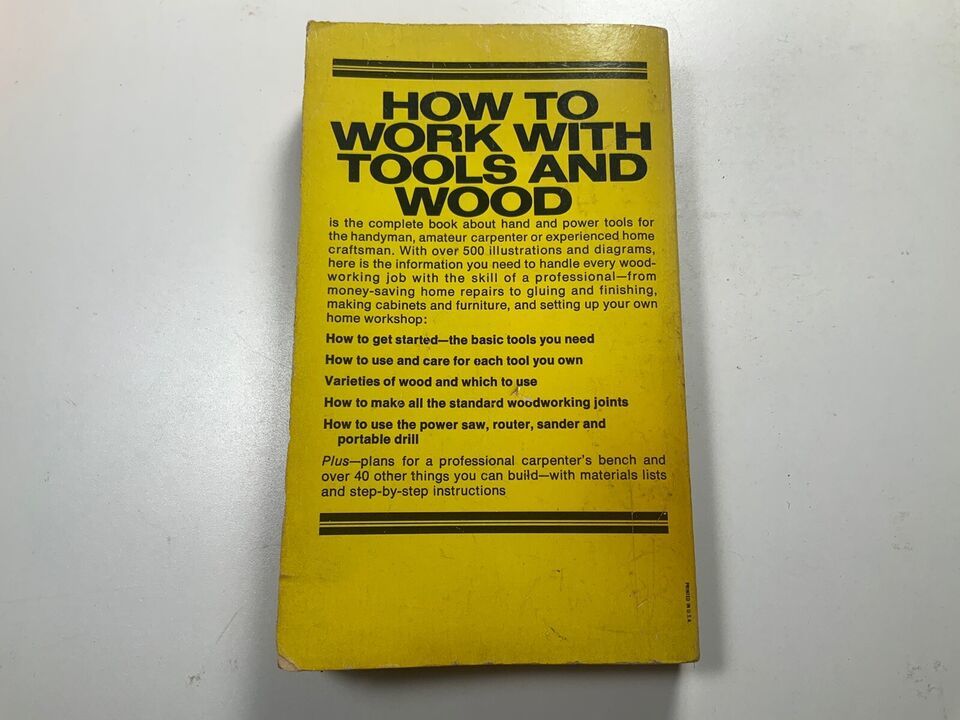 HOW TO
WORK WITH
TOOLS AND
WOOD
is the complete book about hand and power tools for
the handyman, amateur carpenter or experienced home
craftsman. With over 500 illustrations and diagrams,
here is the information you need to handle every wood-
working job with the skill of a professional—from
money-saving home repairs to gluing and finishing,
making cabinets and furniture, and setting up your own
home workshop:
How to get started—the basic tools you need
How to use and care for each tool you own
Varieties of wood and which to use
How to make all the standard woodworking joints
How to use the power saw, router, sander and
portable drill
Plus—plans for a professional carpenter's bench and
over 40 other things you can build—with materials lists
and step-by-step instructions
PRINTED IN U.S.A.